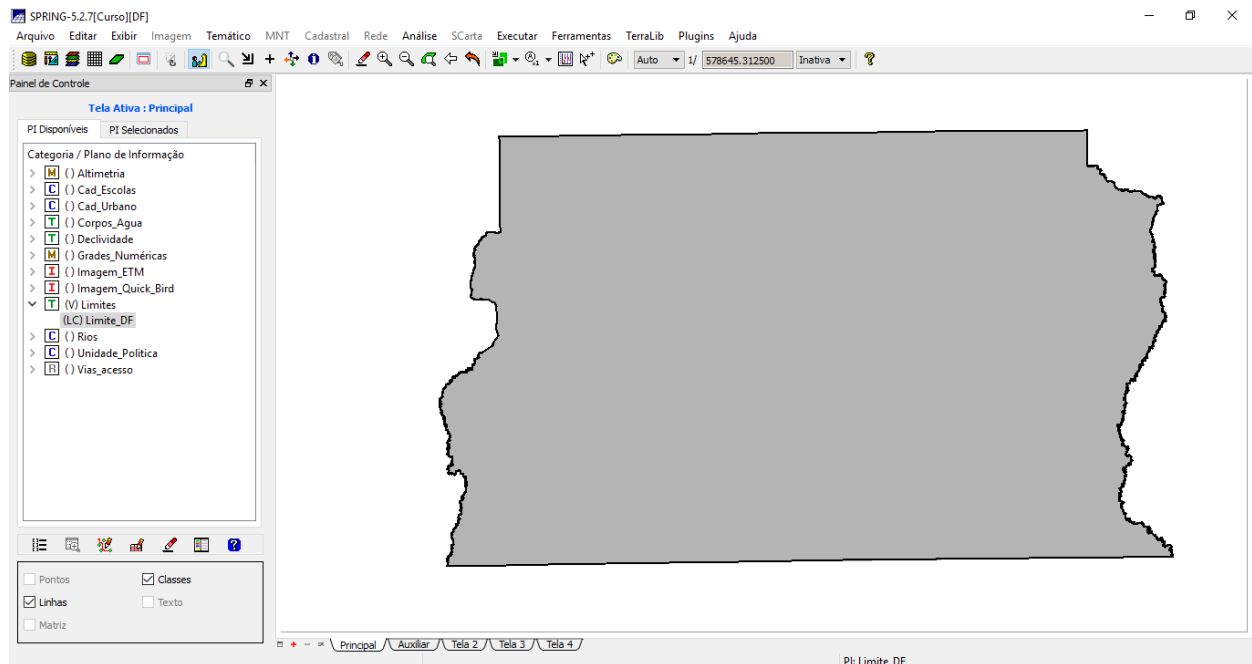 SPRING-5.2.7[Curso][DF]
Arquivo Editar Exibir Imagem Temático MNT Cadastral Rede Análise SCarta Executar Ferramentas TerraLib Plugins Ajuda
Auto 1/ 578645.312500 Inativa
Painel de Controle
Tela Ativa : Principal
PI Disponíveis PI Selecionados
Categoria / Plano de Informação
M () Altimetria
C () Cad_Escolas
C () Cad_Urbano
T () Corpos_Agua
T () Declividade
M () Grades_Numéricas
I () Imagem_ETM
I () Imagem_Quick_Bird
T (V) Limites
(LC) Limite_DF
C () Rios
C () Unidade_Politica
R () Vias_acesso
Pontos Classes
Linhas Texto
Matriz
Principal Auxiliar Tela 2 Tela 3 Tela 4
PI: Limite_DF